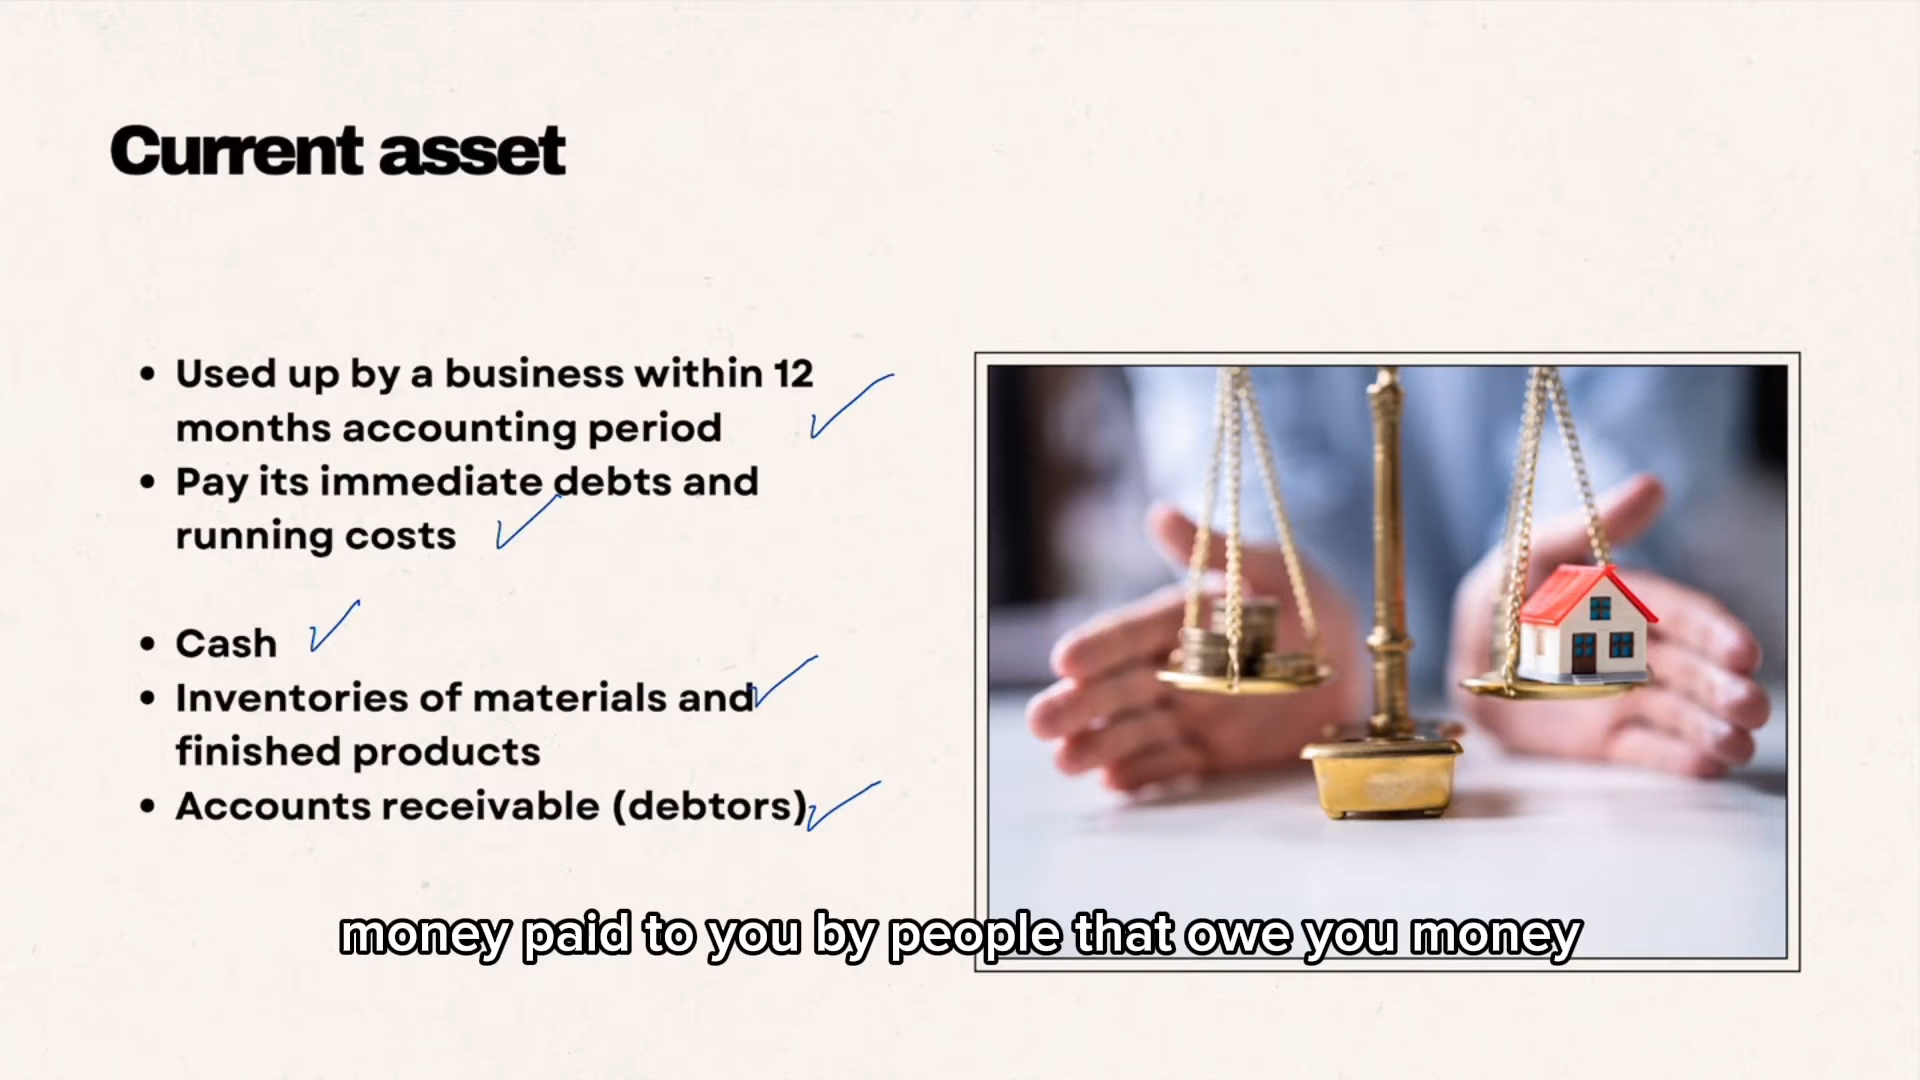 Current asset
• Used up by a business within 12
months accounting period
• Pay its immediate debts and
running costs
• Cash
• Inventories of materials and
finished products
• Accounts receivable (debtors)
money paid to you by people that owe you money